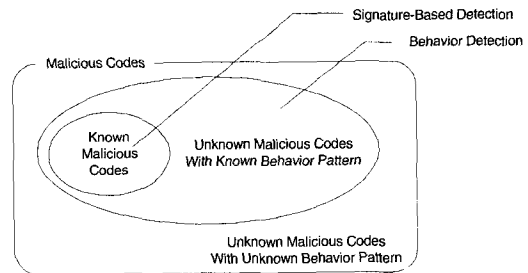 Signature-Based Detection
Behavior Detection
Malicious Codes
Known
Malicious
Codes
Unknown Malicious Codes
With Known Behavior Pattern
Unknown Malicious Codes
With Unknown Behavior Pattern